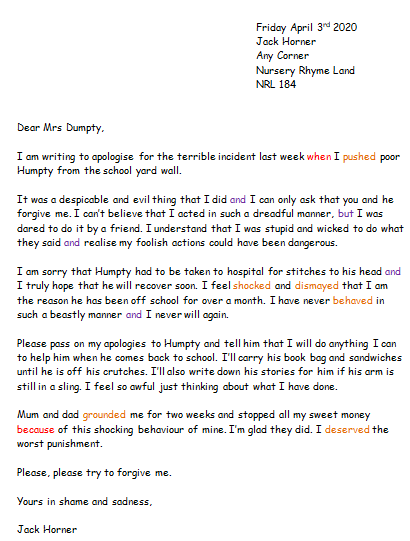 Friday April 3rd 2020
Jack Horner
Any Corner
Nursery Rhyme Land
NRL 184
Dear Mrs Dumpty,
I am writing to apologise for the terrible incident last week when I pushed poor
Humpty from the school yard wall.
It was a despicable and evil thing that I did and I can only ask that you and he
forgive me. I can't believe that I acted in such a dreadful manner, but I was
dared to do it by a friend. I understand that I was stupid and wicked to do what
they said and realise my foolish actions could have been dangerous.
I am sorry that Humpty had to be taken to hospital for stitches to his head and
I truly hope that he will recover soon. I feel shocked and dismayed that I am
the reason he has been off school for over a month. I have never behaved in
such a beastly manner and I never will again.
Please pass on my apologies to Humpty and tell him that I will do anything I can
to help him when he comes back to school. I'll carry his book bag and sandwiches
until he is off his crutches. I'll also write down his stories for him if his arm is
still in a sling. I feel so awful just thinking about what I have done.
Mum and dad grounded me for two weeks and stopped all my sweet money
because of this shocking behaviour of mine. I'm glad they did. I deserved the
worst punishment.
Please, please try to forgive me.
Yours in shame and sadness,
Jack Horner